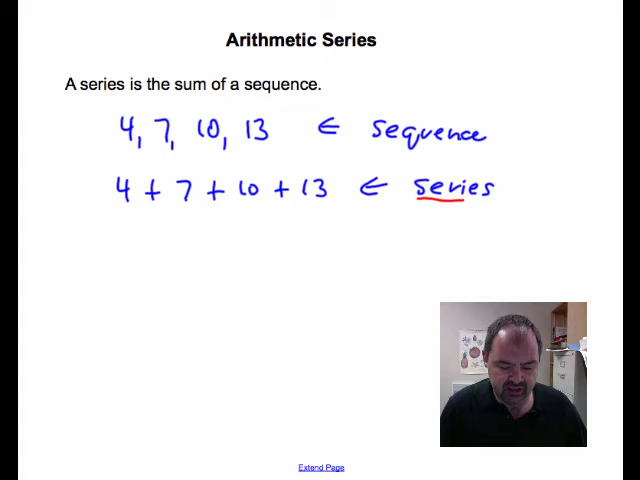 Arithmetic Series
A series is the sum of a sequence.
4, 7, 10, 13 ← sequence
4 + 7 + 10 + 13 ← series
Extend Page